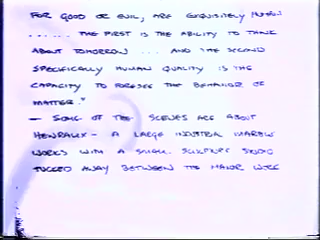 FOR GOOD OR EVIL, ARE EXQUISITELY HUMAN
...... THE FIRST IS THE ABILITY TO THINK
ABOUT TOMORROW ... AND THE SECOND
SPECIFICALLY HUMAN QUALITY IS THE
CAPACITY TO FORESEE THE BEHAVIOR OF
MATTER."
— SOME OF THE SCENES ARE ABOUT
HENRAUX — A LARGE INDUSTRIAL MARBLE
WORKS WITH A SMALL SCULPTURE STUDIO
TUCKED AWAY BETWEEN THE MAJOR WORK